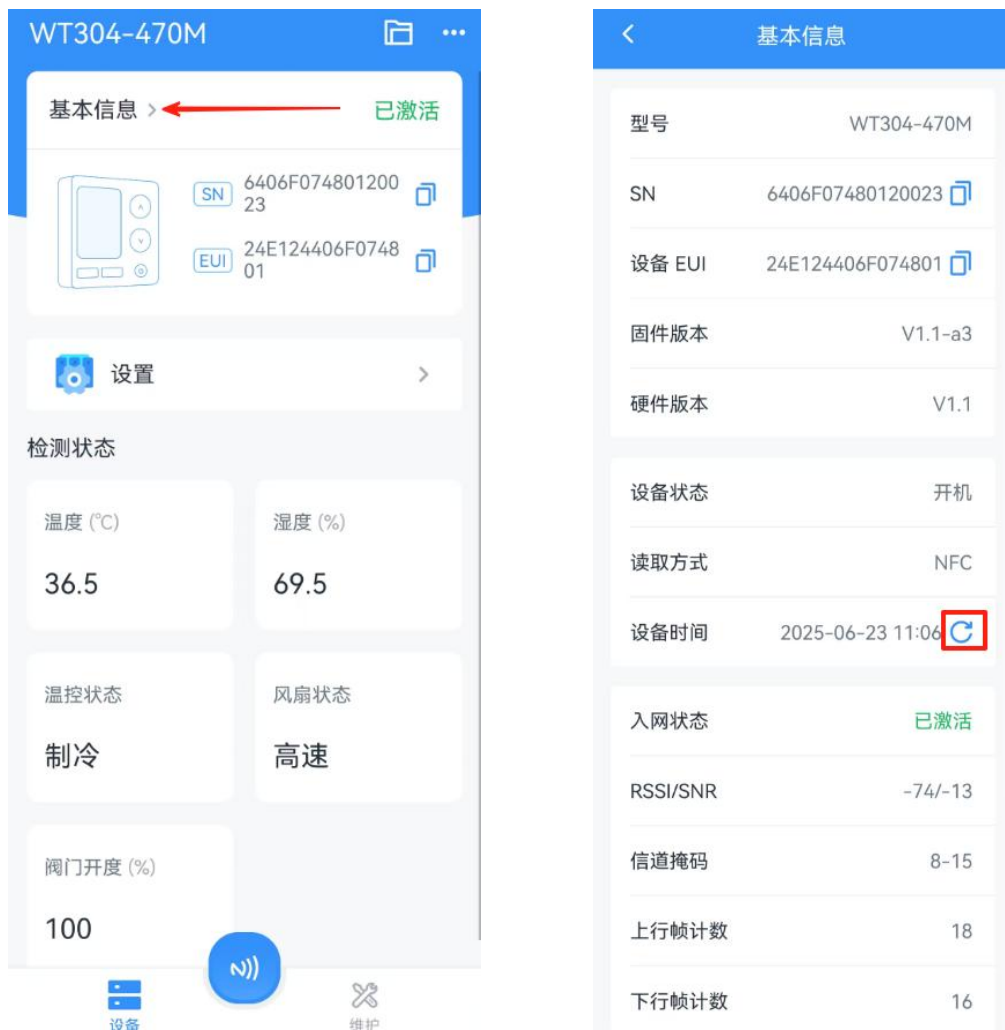 WT304-470M
基本信息
已激活
SN
6406F074801200
23
EUI
24E124406F0748
01
设置
检测状态
温度 (℃)
湿度 (%)
36.5
69.5
温控状态
风扇状态
制冷
高速
阀门开度 (%)
100
设备
维护
基本信息
型号 WT304-470M
SN 6406F07480120023
设备 EUI 24E124406F074801
固件版本 V1.1-a3
硬件版本 V1.1
设备状态 开机
读取方式 NFC
设备时间 2025-06-23 11:06
入网状态 已激活
RSSI/SNR -74/-13
信道掩码 8-15
上行帧计数 18
下行帧计数 16